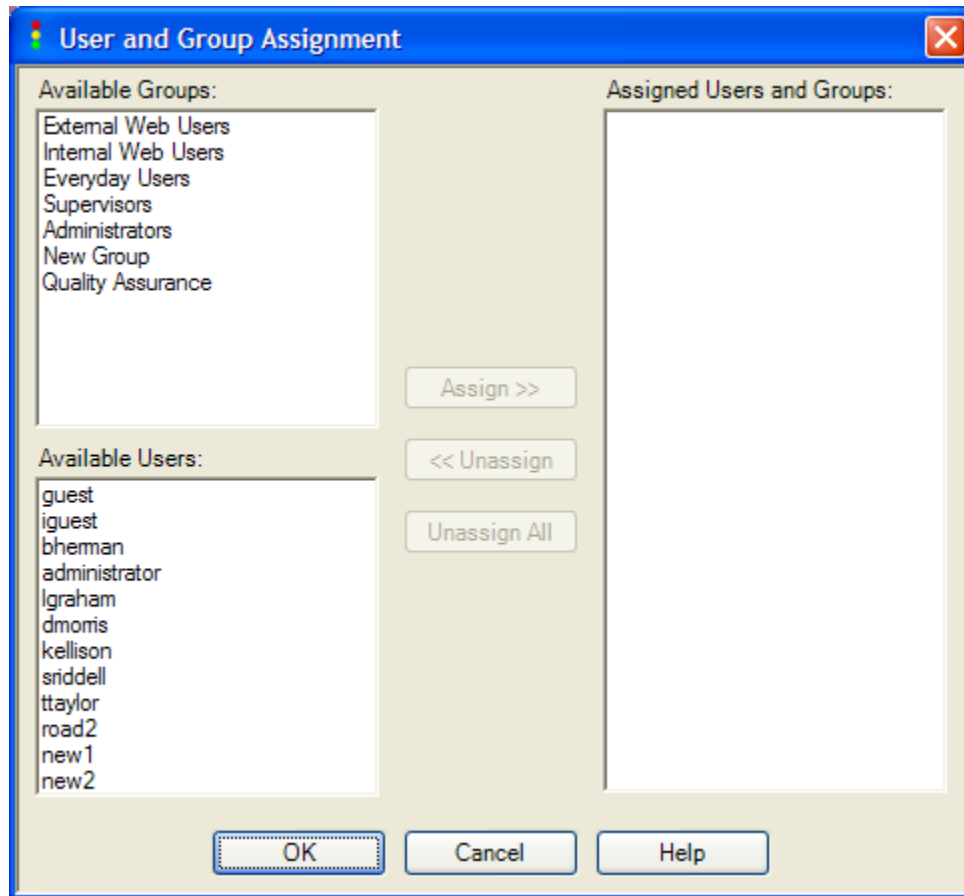 User and Group Assignment
Available Groups:
External Web Users
Internal Web Users
Everyday Users
Supervisors
Administrators
New Group
Quality Assurance
Available Users:
guest
iguest
bherman
administrator
lgraham
dmorris
kellison
sriddell
ttaylor
road2
new1
new2
Assign >>
<< Unassign
Unassign All
Assigned Users and Groups:
OK
Cancel
Help